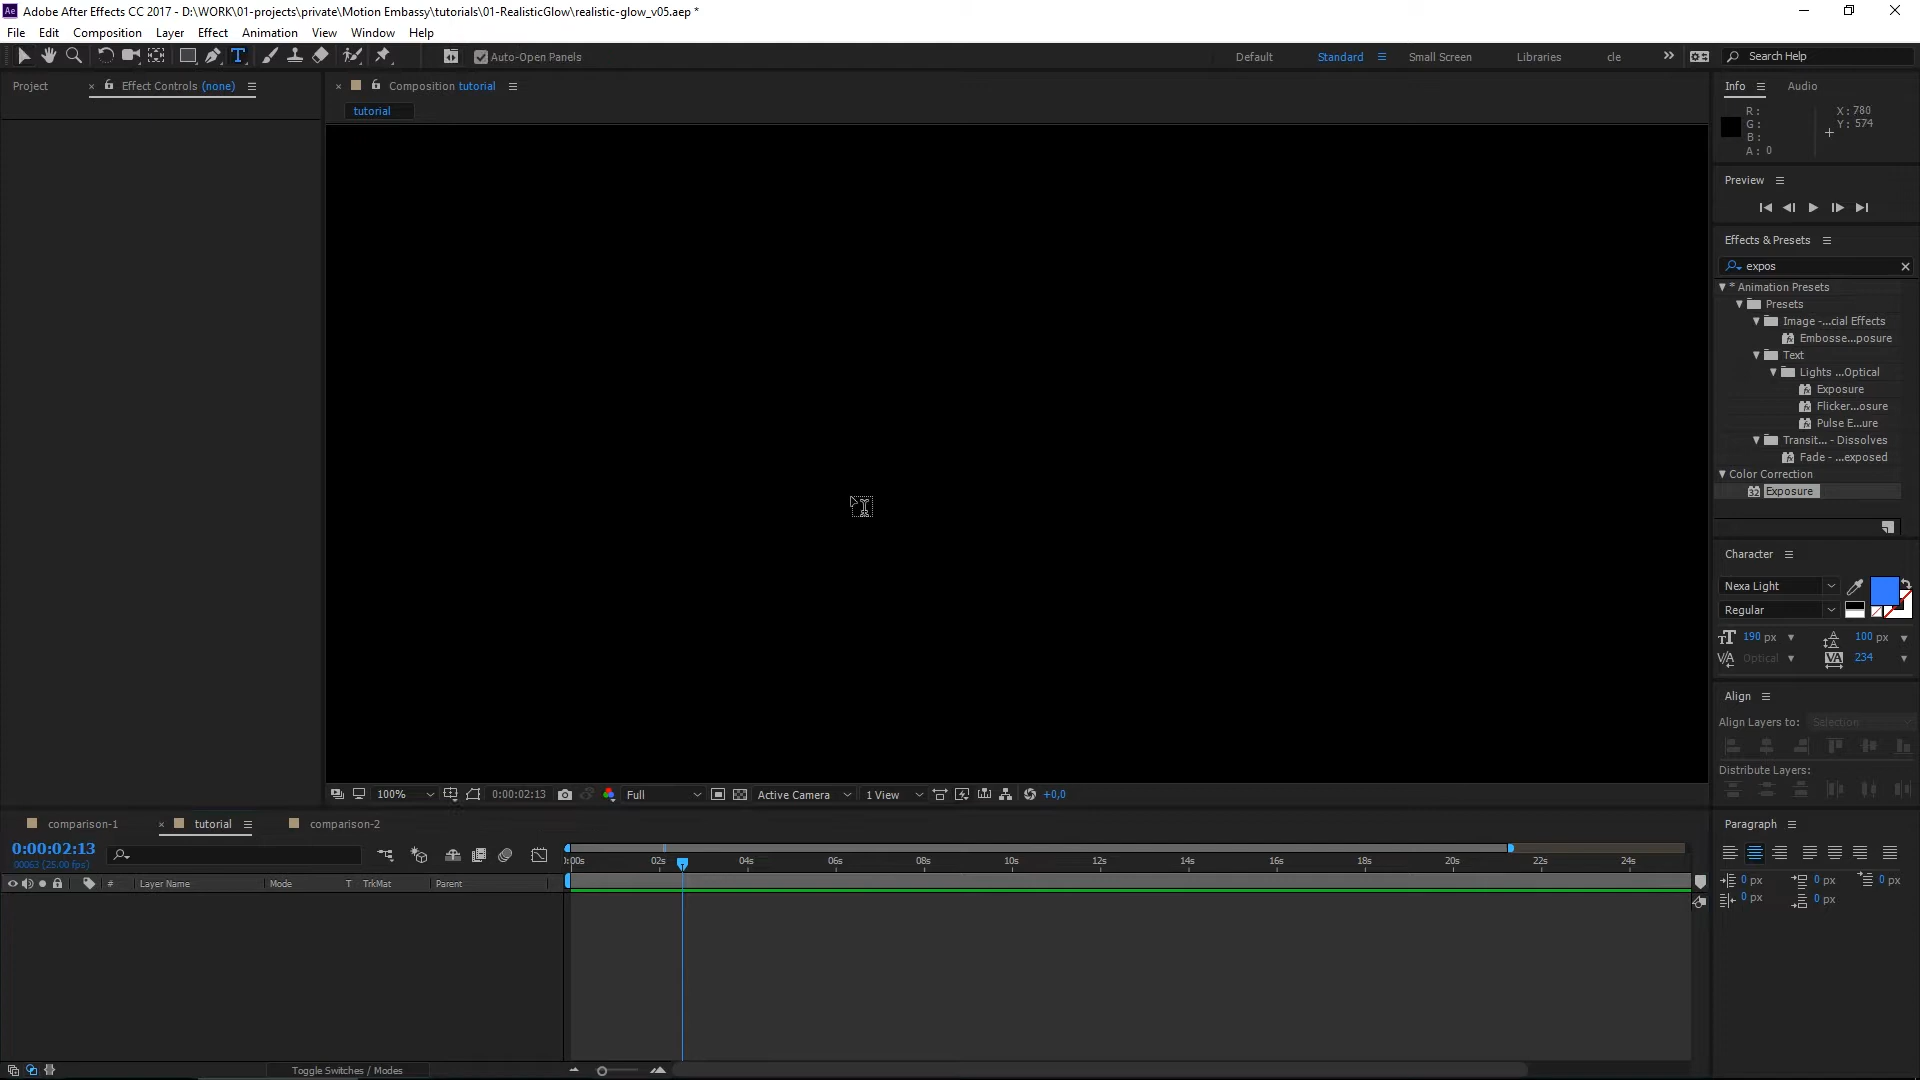 Adobe After Effects CC 2017 - D:\WORK\01-projects\private\Motion Embassy\tutorials\01-RealisticGlow\realistic-glow_v05.aep *
File Edit Composition Layer Effect Animation View Window Help
Auto-Open Panels Default Standard Small Screen Libraries cle Search Help
Project Effect Controls (none) Composition tutorial Info Audio
tutorial
R: X: 780
G: Y: 574
B:
A: 0
Preview
Effects & Presets
expos
* Animation Presets
Presets
Image -...cial Effects
Embosse...posure
Text
Lights ...Optical
Exposure
Flicker...osure
Pulse E...ure
Transit... - Dissolves
Fade - ...exposed
Color Correction
Exposure
Character
Nexa Light
Regular
190 px 100 px
Optical 234
Align
Align Layers to: Selection
Distribute Layers:
100% 0:00:02:13 Full Active Camera 1 View +0,0
comparison-1 tutorial comparison-2
Paragraph
0:00:02:13
00063 (25.00 fps)
):00s 02s 04s 06s 08s 10s 12s 14s 16s 18s 20s 22s 24s
# Layer Name Mode T TrkMat Parent
0 px 0 px 0 px
0 px 0 px
Toggle Switches / Modes